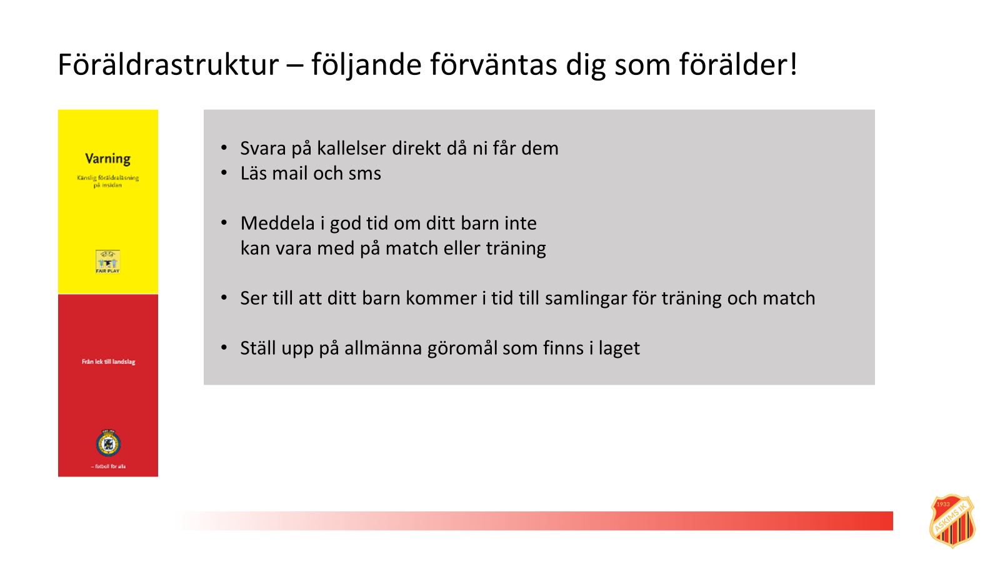 Föräldrastruktur – följande förväntas dig som förälder!
Varning
Känslig föräldraläsning
på insidan
FAIR PLAY
Från lek till landslag
– fotboll för alla
• Svara på kallelser direkt då ni får dem
• Läs mail och sms
• Meddela i god tid om ditt barn inte
kan vara med på match eller träning
• Ser till att ditt barn kommer i tid till samlingar för träning och match
• Ställ upp på allmänna göromål som finns i laget
1933
ASKIMS IK